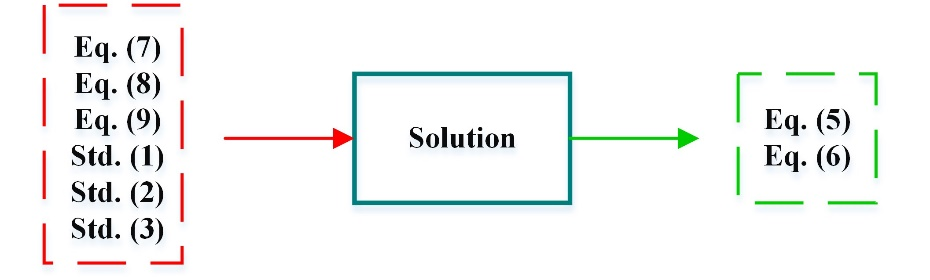 Eq. (7)
Eq. (8)
Eq. (9)
Std. (1)
Std. (2)
Std. (3)
Solution
Eq. (5)
Eq. (6)